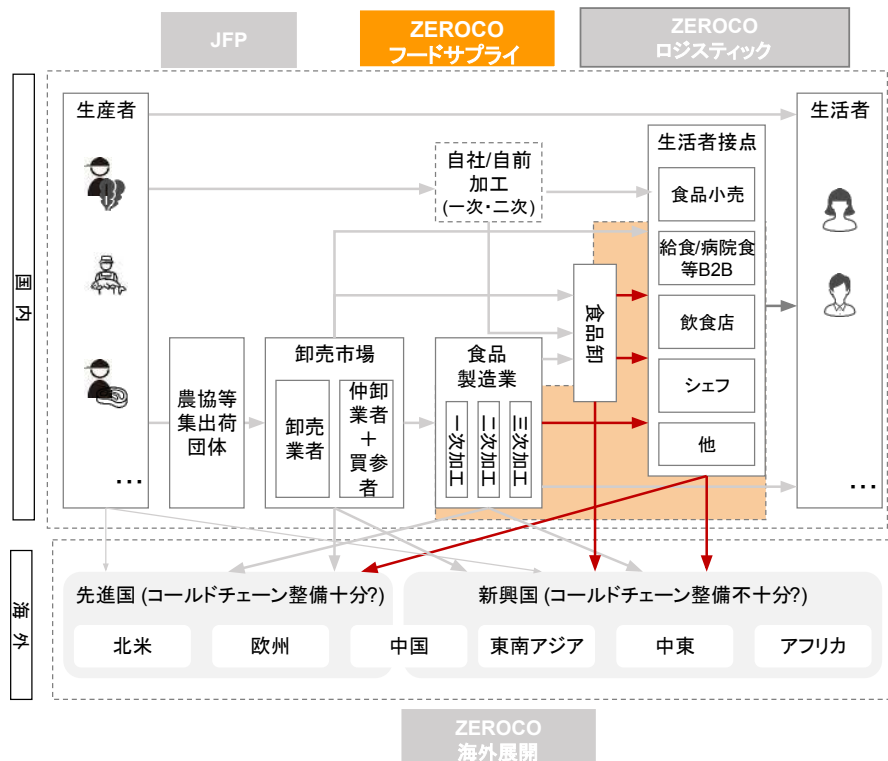 JFP
ZEROCO
フードサプライ
ZEROCO
ロジスティック
国内
生産者
...
農協等
集出荷
団体
卸売市場
卸売
業者
仲卸
業者
＋
買参
者
自社/自前
加工
(一次・二次)
食品
製造業
一次加工
二次加工
三次加工
食品卸
生活者接点
食品小売
給食/病院食
等B2B
飲食店
シェフ
他
生活者
...
海外
先進国 (コールドチェーン整備十分?)
新興国 (コールドチェーン整備不十分?)
北米
欧州
中国
東南アジア
中東
アフリカ
ZEROCO
海外展開